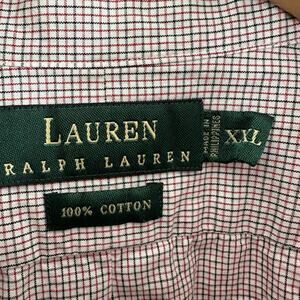 LAUREN
RALPH LAUREN
MADE IN
PHILIPPINES
XXL
100% COTTON